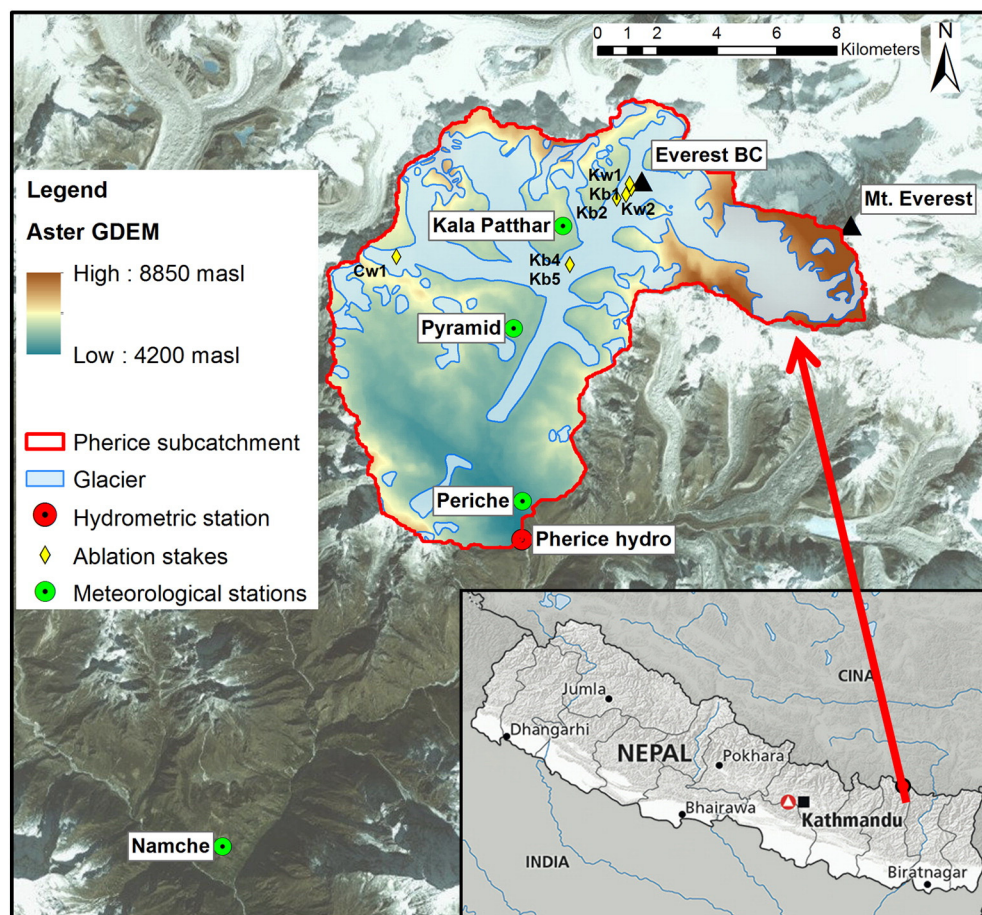 0 1 2 4 6 8
Kilometers
N
Everest BC
Mt. Everest
Kw1
Kb1
Kb2
Kw2
Kala Patthar
Cw1
Kb4
Kb5
Pyramid
Periche
Pherice hydro
Namche
Legend
Aster GDEM
High : 8850 masl
Low : 4200 masl
Pherice subcatchment
Glacier
Hydrometric station
Ablation stakes
Meteorological stations
CINA
Jumla
Dhangarhi
NEPAL
Pokhara
Bhairawa
Kathmandu
INDIA
Biratnagar